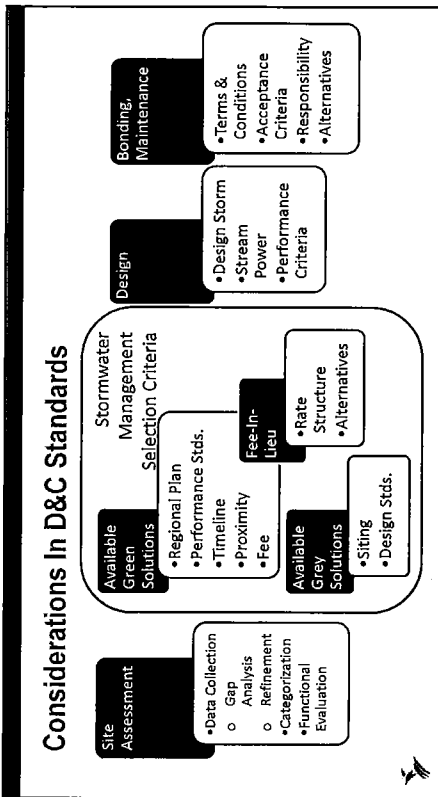 Considerations In D&C Standards
Site
Assessment
•Data Collection
o Gap
Analysis
o Refinement
•Categorization
•Functional
Evaluation
Stormwater
Management
Selection Criteria
Available
Green
Solutions
•Regional Plan
•Performance Stds.
•Timeline
•Proximity
•Fee
Available
Grey
Solutions
•Siting
•Design Stds.
Fee-In-
Lieu
•Rate
Structure
•Alternatives
Design
•Design Storm
•Stream
Power
•Performance
Criteria
Bonding,
Maintenance
•Terms &
Conditions
•Acceptance
Criteria
•Responsibility
•Alternatives